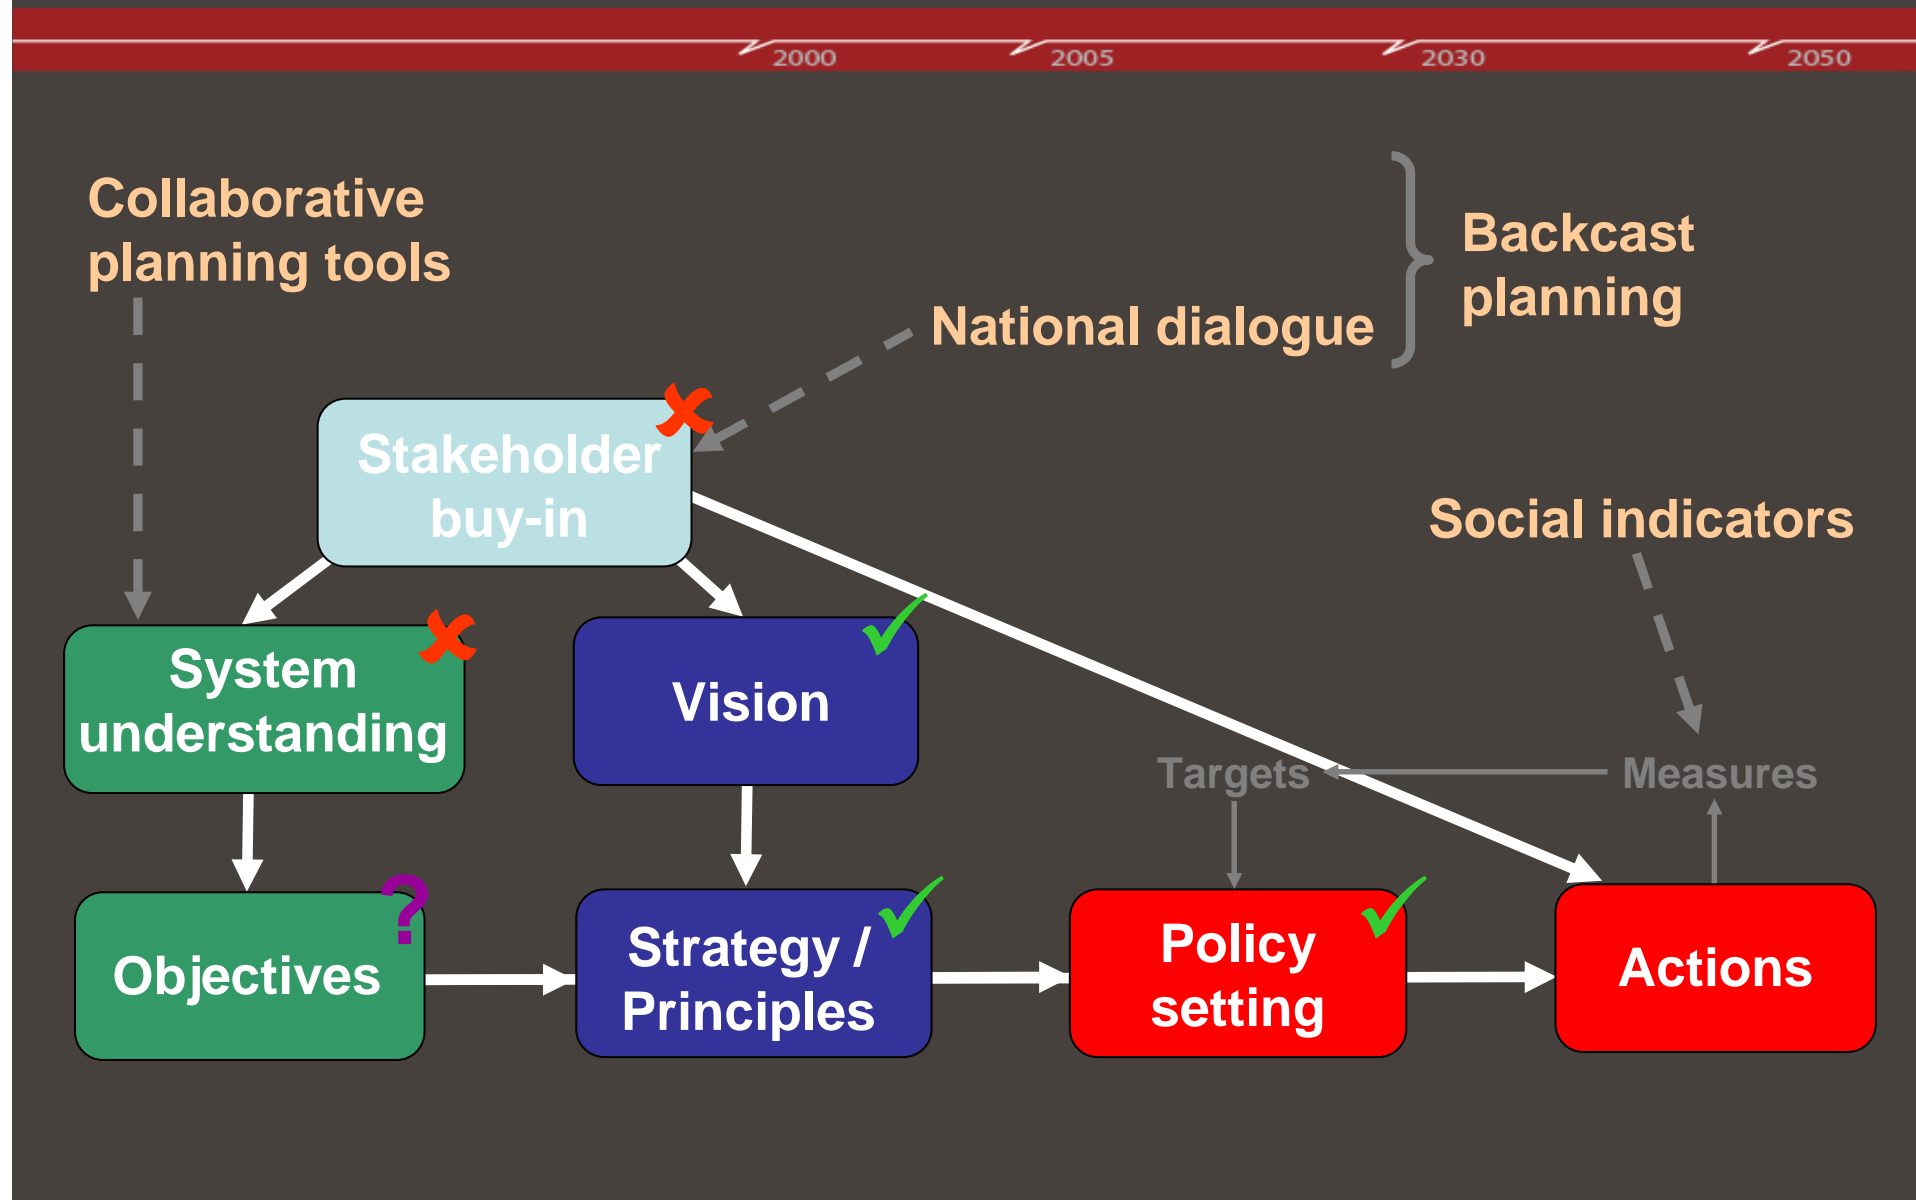 2000
2005
2030
2050
Collaborative
planning tools
Backcast
planning
National dialogue
Stakeholder
buy-in
Social indicators
System
understanding
Vision
Targets
Measures
Objectives
?
Strategy /
Principles
Policy
setting
Actions